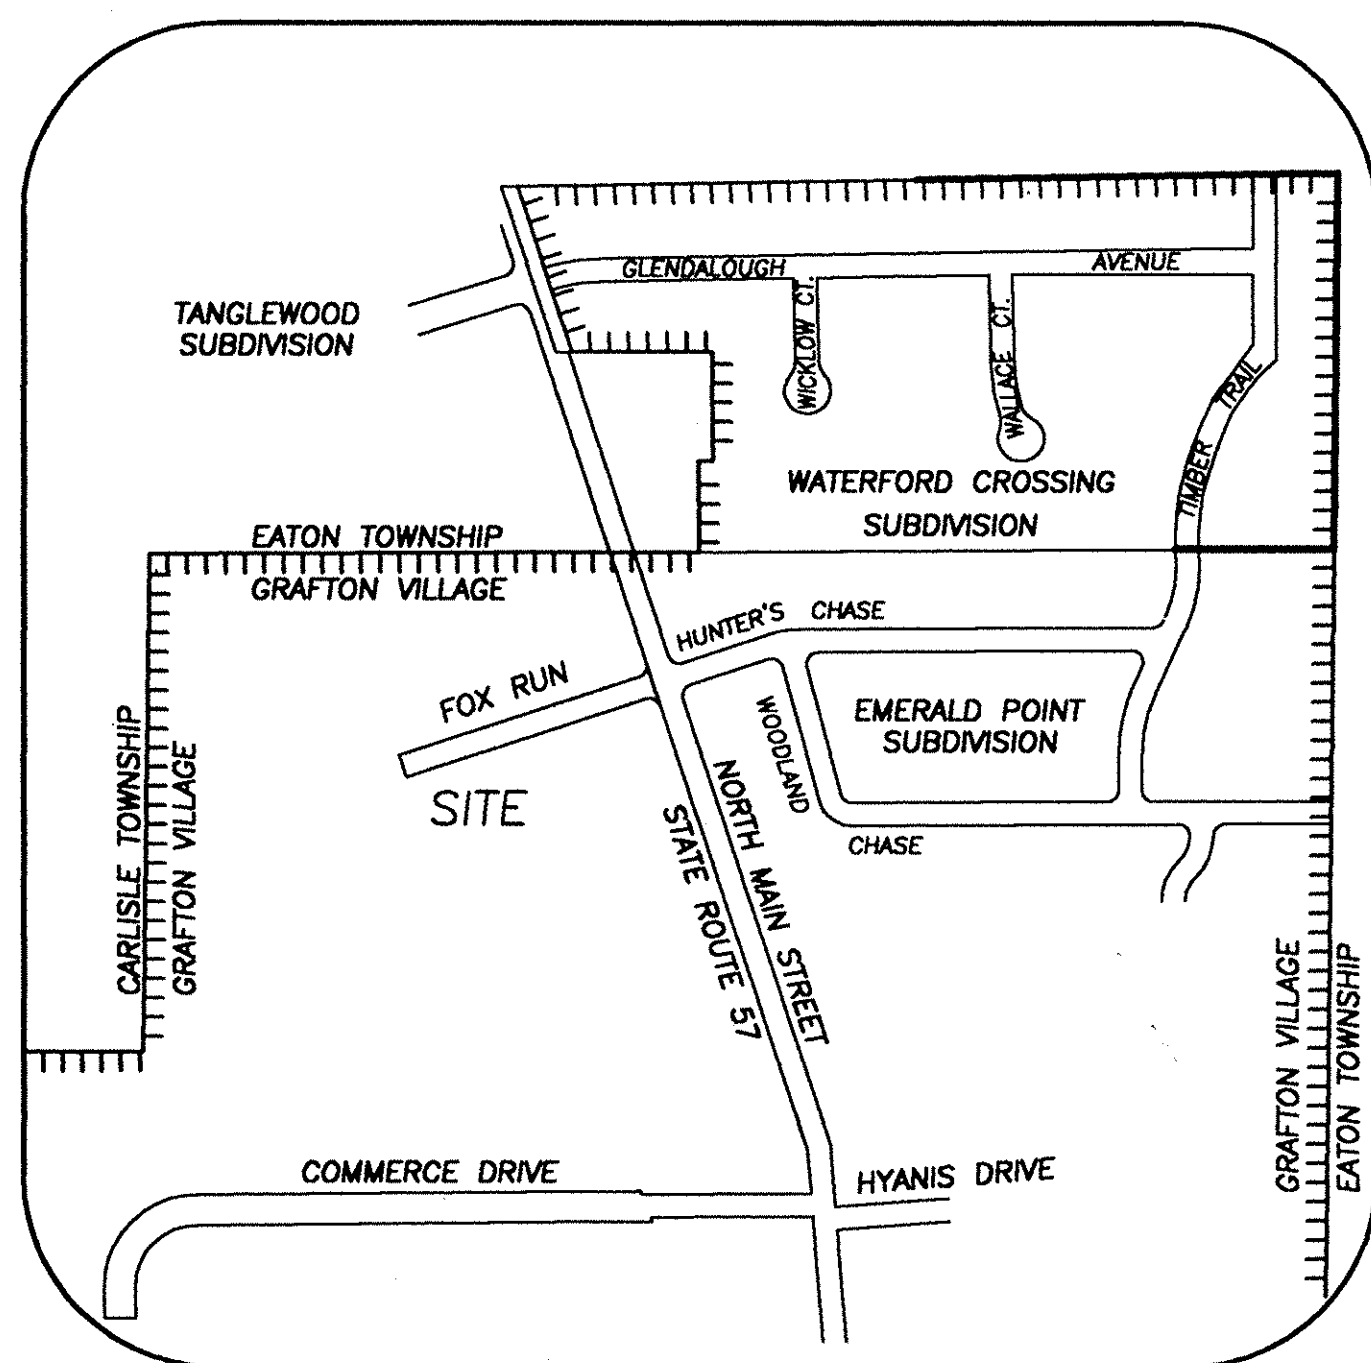 GLENDALOUGH AVENUE
WICKLOW CT.
WALLACE CT.
TIMBER TRAIL
TANGLEWOOD
SUBDIVISION
WATERFORD CROSSING
SUBDIVISION
EATON TOWNSHIP
GRAFTON VILLAGE
HUNTER'S CHASE
FOX RUN
SITE
WOODLAND
CHASE
EMERALD POINT
SUBDIVISION
CARLISLE TOWNSHIP
GRAFTON VILLAGE
NORTH MAIN STREET
STATE ROUTE 57
GRAFTON VILLAGE
EATON TOWNSHIP
COMMERCE DRIVE
HYANIS DRIVE